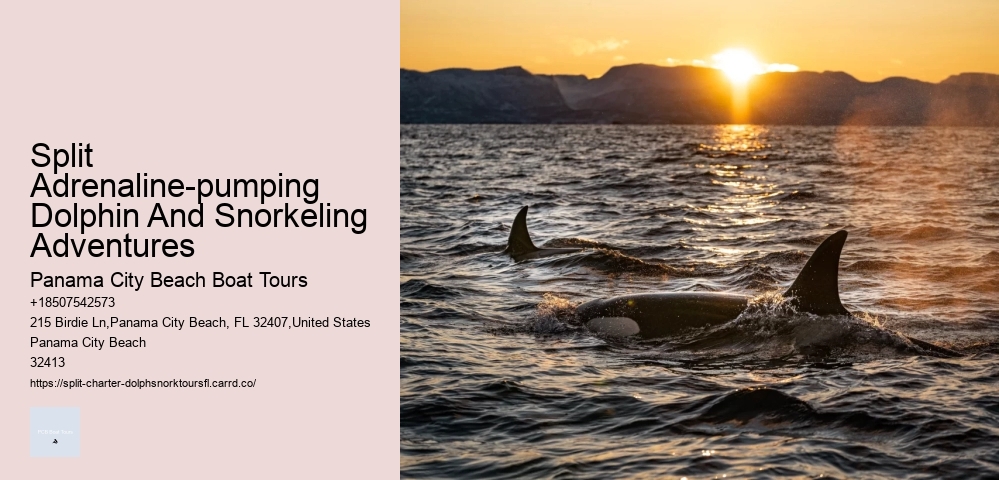 Split
Adrenaline-pumping
Dolphin And Snorkeling
Adventures
Panama City Beach Boat Tours
+18507542573
215 Birdie Ln,Panama City Beach, FL 32407,United States
Panama City Beach
32413
https://split-charter-dolphsnorktoursfl.carrd.co/